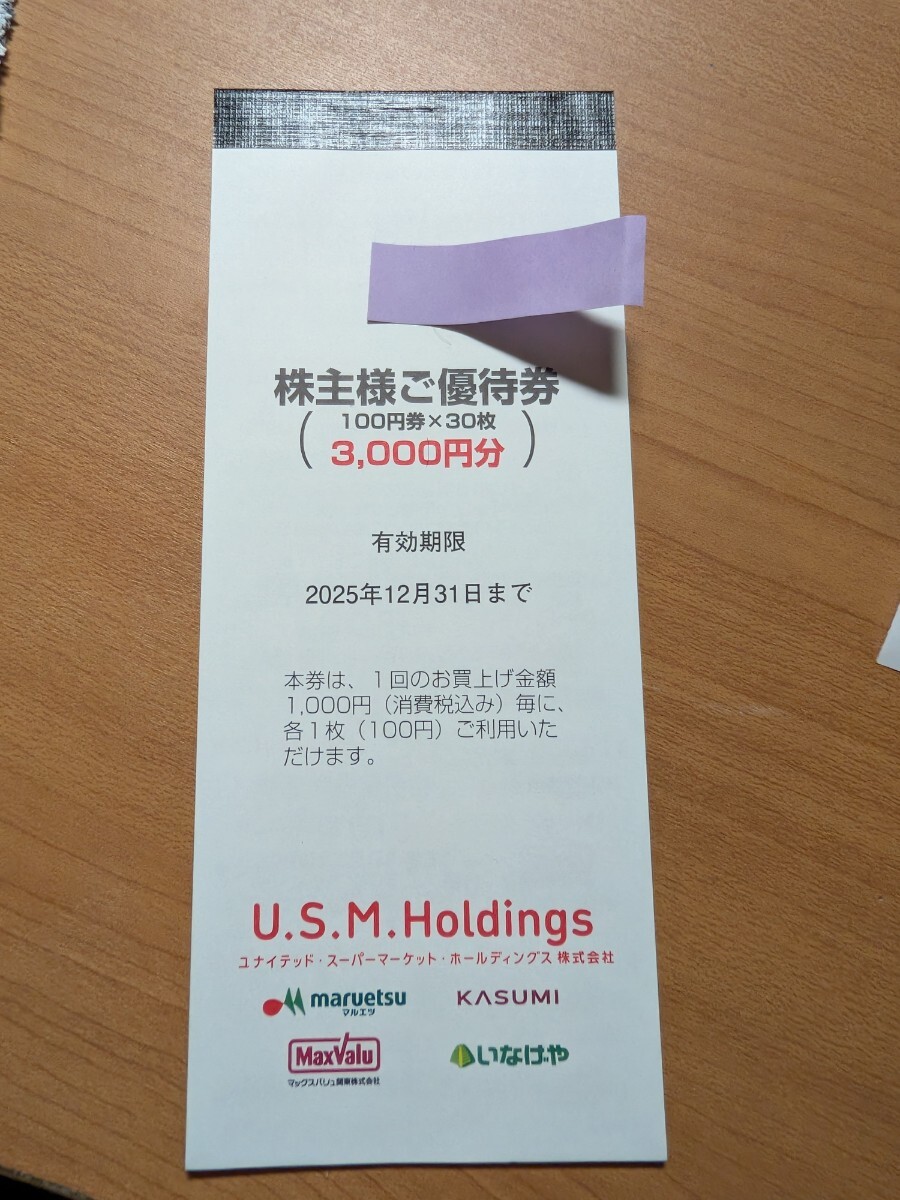 株主様ご優待券
(100円券×30枚
3,000円分)
有効期限
2025年12月31日まで
本券は、1回のお買上げ金額
1,000円(消費税込み)毎に、
各1枚(100円)ご利用いた
だけます。
U.S.M.Holdings
ユナイテッド・スーパーマーケット・ホールディングス 株式会社
maruetsu
マルエツ
KASUMI
MaxValu
マックスバリュ関東株式会社
いなげや